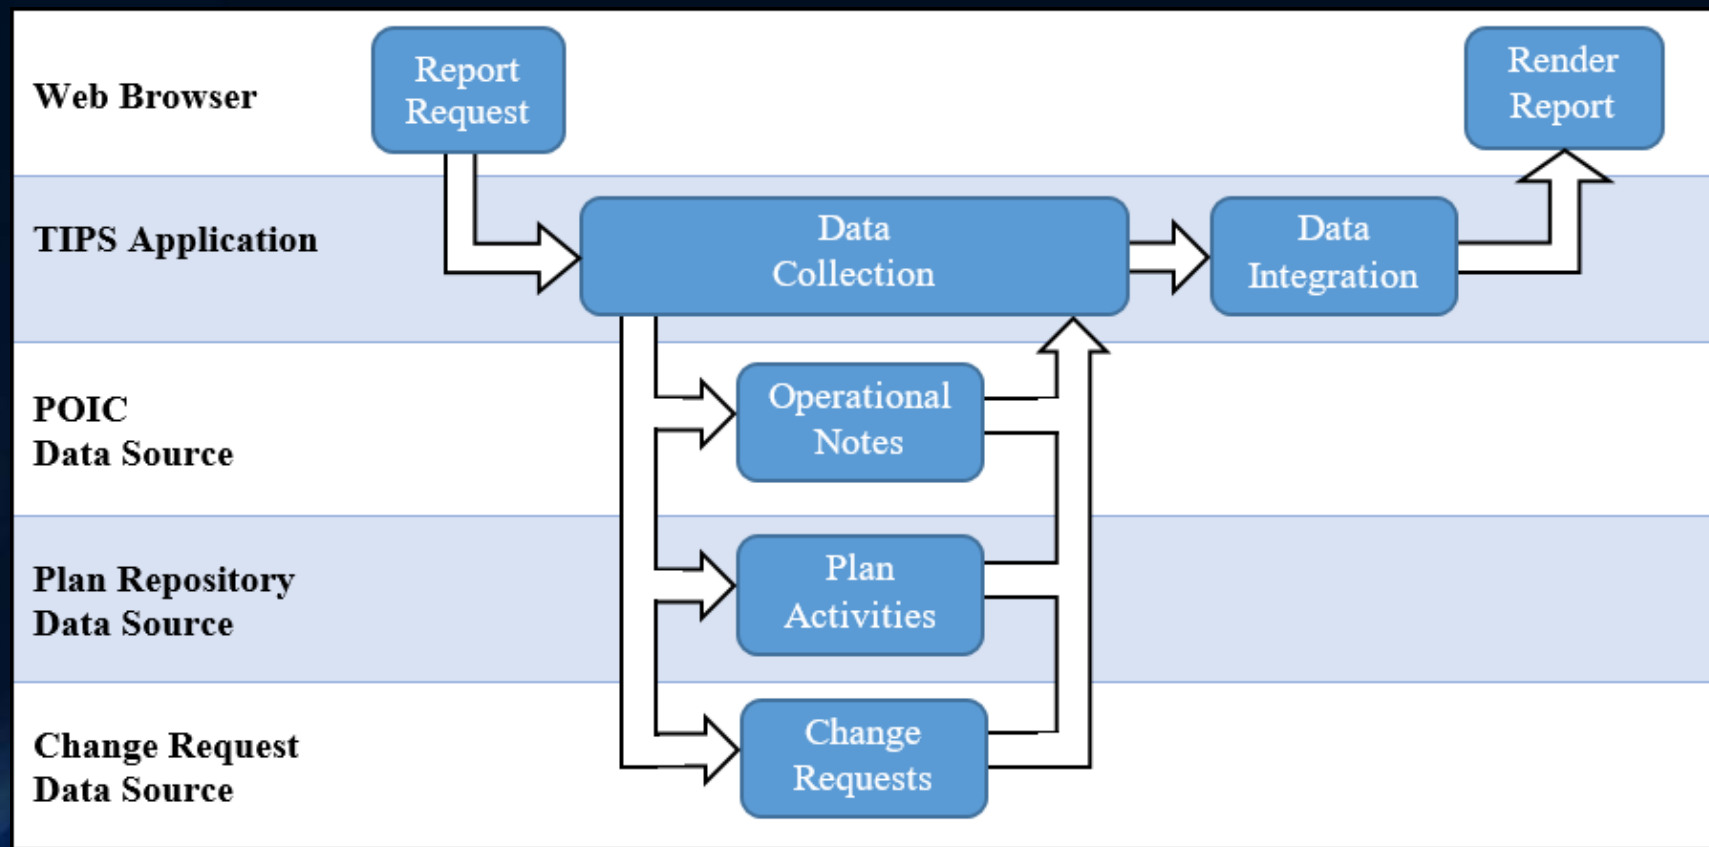 Web Browser
Report
Request
Render
Report
TIPS Application
Data
Collection
Data
Integration
POIC
Data Source
Operational
Notes
Plan Repository
Data Source
Plan
Activities
Change Request
Data Source
Change
Requests